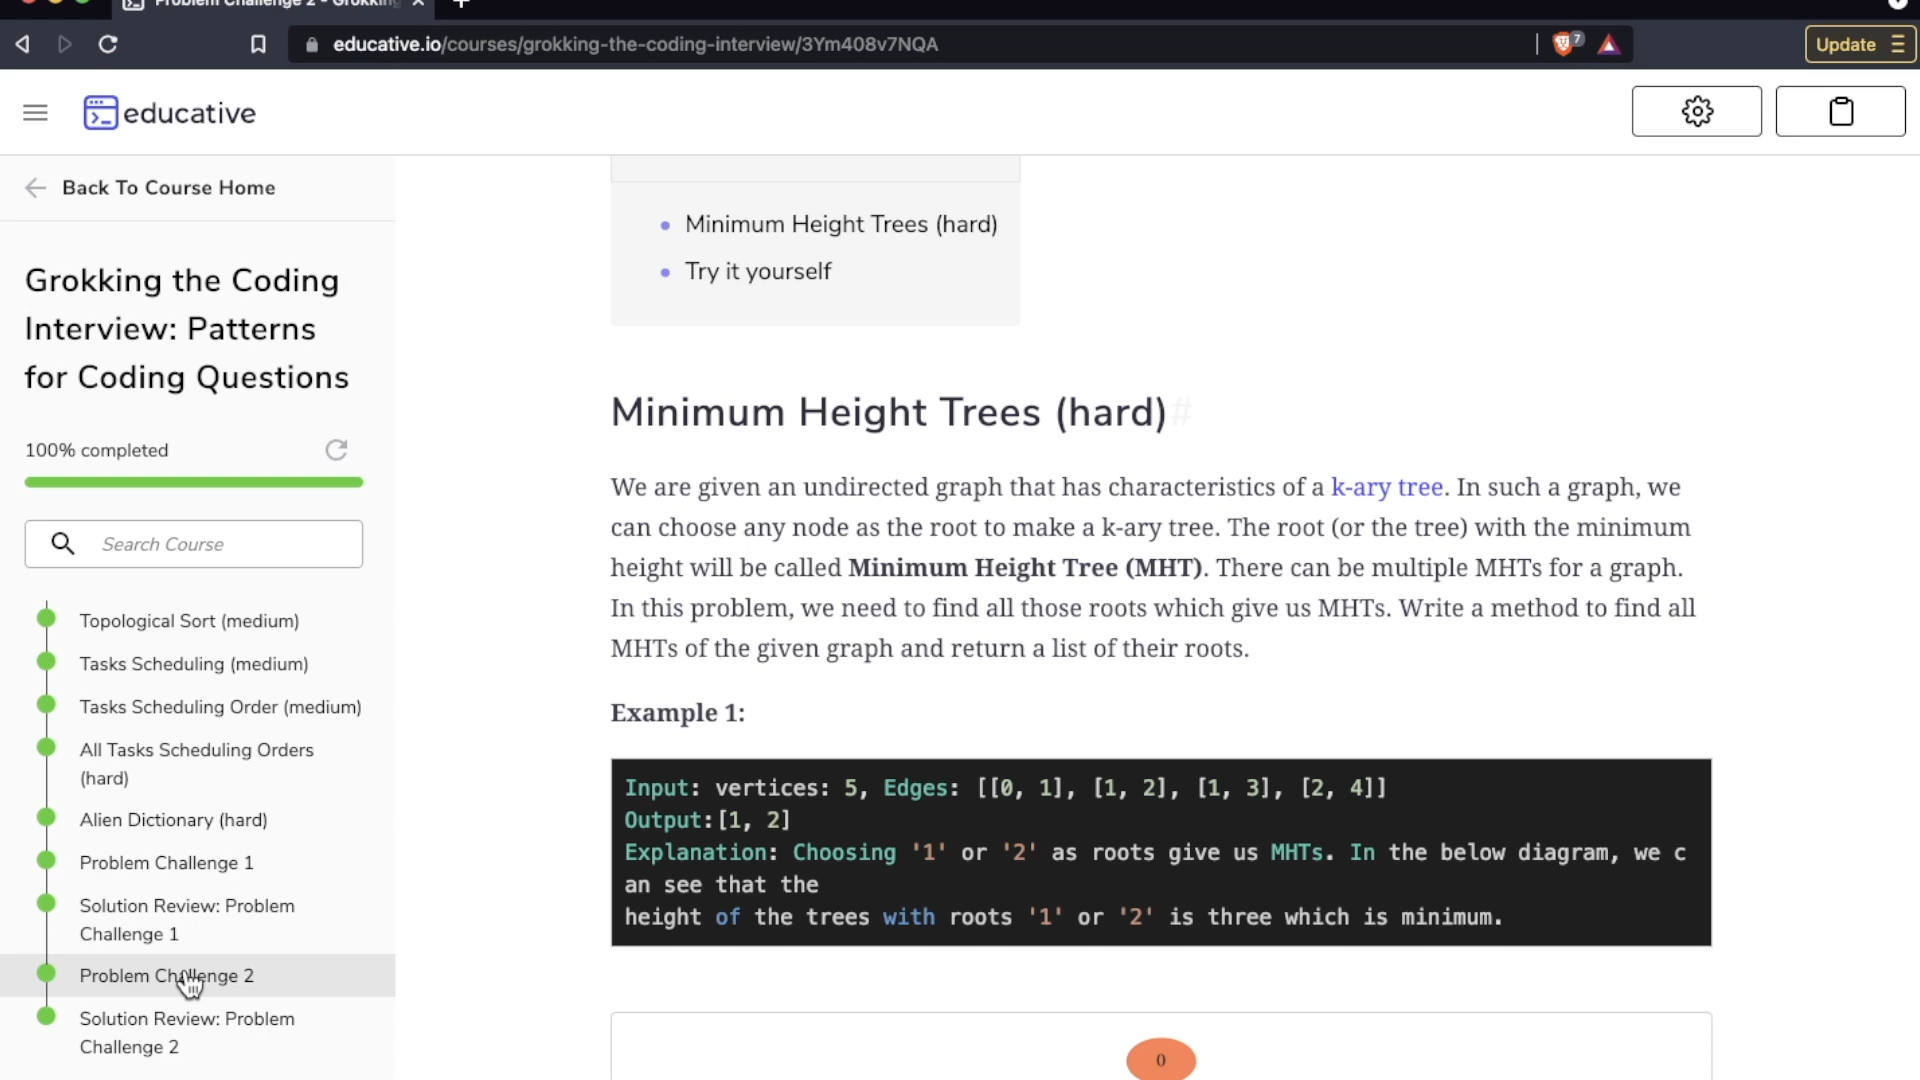 Problem Challenge 2 - Grokking
educative.io/courses/grokking-the-coding-interview/3Ym408v7NQA
7
Update
educative
Back To Course Home
Grokking the Coding
Interview: Patterns
for Coding Questions
100% completed
Search Course
Topological Sort (medium)
Tasks Scheduling (medium)
Tasks Scheduling Order (medium)
All Tasks Scheduling Orders
(hard)
Alien Dictionary (hard)
Problem Challenge 1
Solution Review: Problem
Challenge 1
Problem Challenge 2
Solution Review: Problem
Challenge 2
Minimum Height Trees (hard)
Try it yourself
Minimum Height Trees (hard)#
We are given an undirected graph that has characteristics of a k-ary tree. In such a graph, we
can choose any node as the root to make a k-ary tree. The root (or the tree) with the minimum
height will be called Minimum Height Tree (MHT). There can be multiple MHTs for a graph.
In this problem, we need to find all those roots which give us MHTs. Write a method to find all
MHTs of the given graph and return a list of their roots.
Example 1:
Input: vertices: 5, Edges: [[0, 1], [1, 2], [1, 3], [2, 4]]
Output:[1, 2]
Explanation: Choosing '1' or '2' as roots give us MHTs. In the below diagram, we c
an see that the
height of the trees with roots '1' or '2' is three which is minimum.
0